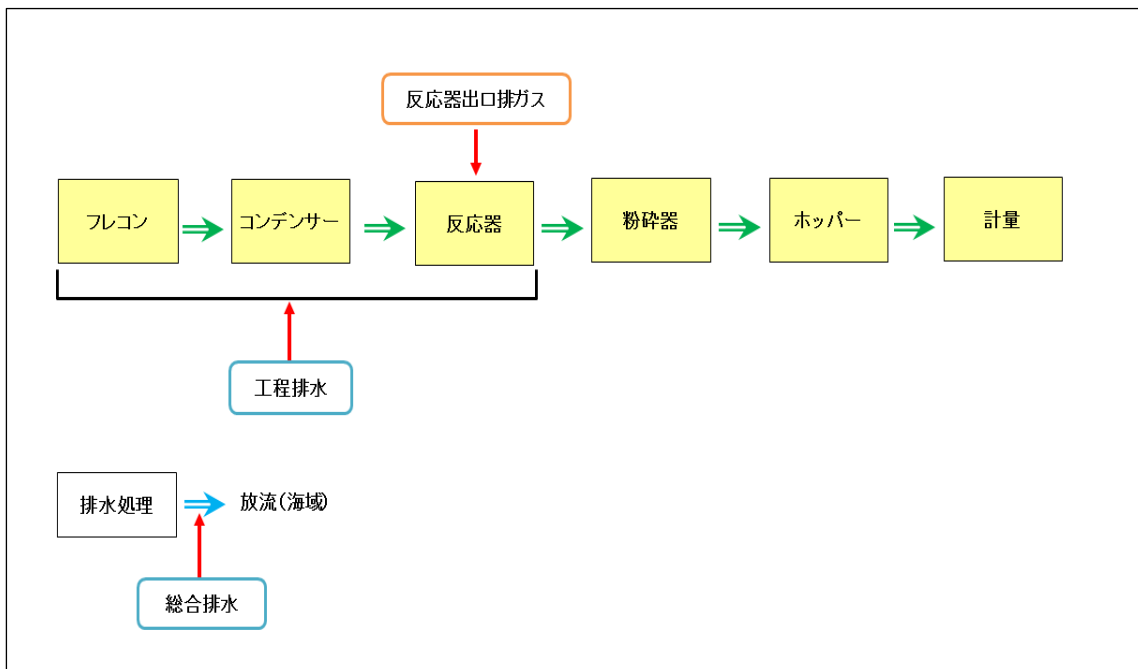 反応器出口排ガス
フレコン
コンデンサー
反応器
粉砕器
ホッパー
計量
工程排水
排水処理
放流(海域)
総合排水